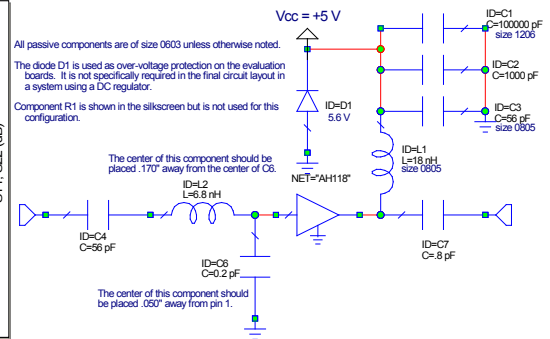 Vcc = +5 V
ID=C1
C=100000 pF
size 1206
All passive components are of size 0603 unless otherwise noted.
The diode D1 is used as over-voltage protection on the evaluation
boards. It is not specifically required in the final circuit layout in
a system using a DC regulator.
Component R1 is shown in the silkscreen but is not used for this
configuration.
ID=C2
C=1000 pF
ID=D1
5.6 V
ID=C3
C=56 pF
size 0805
The center of this component should be
placed .170" away from the center of C6.
ID=L1
L=18 nH
size 0805
ID=L2
L=6.8 nH
NET="AH118"
ID=C4
C=56 pF
ID=C6
C=0.2 pF
ID=C7
C=.8 pF
The center of this component should
be placed .050" away from pin 1.